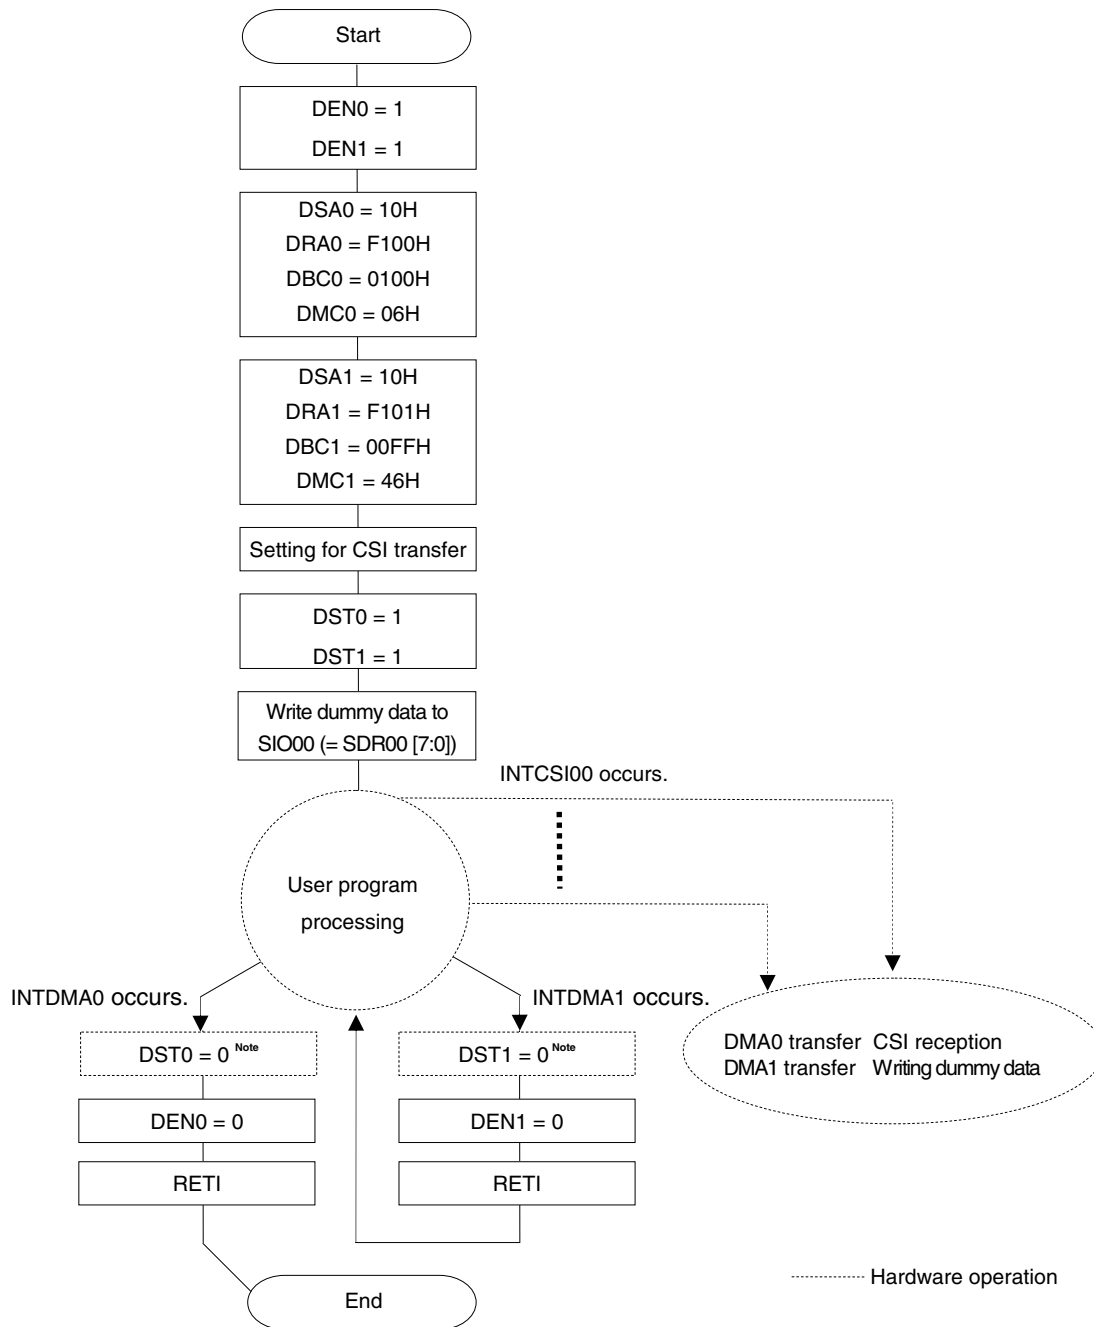 Start
DEN0 = 1
DEN1 = 1
DSA0 = 10H
DRA0 = F100H
DBC0 = 0100H
DMC0 = 06H
DSA1 = 10H
DRA1 = F101H
DBC1 = 00FFH
DMC1 = 46H
Setting for CSI transfer
DST0 = 1
DST1 = 1
Write dummy data to
SIO00 (= SDR00 [7:0])
INTCSI00 occurs.
User program
processing
INTDMA0 occurs.
INTDMA1 occurs.
DST0 = 0 Note
DST1 = 0 Note
DMA0 transfer CSI reception
DMA1 transfer Writing dummy data
DEN0 = 0
DEN1 = 0
RETI
RETI
Hardware operation
End